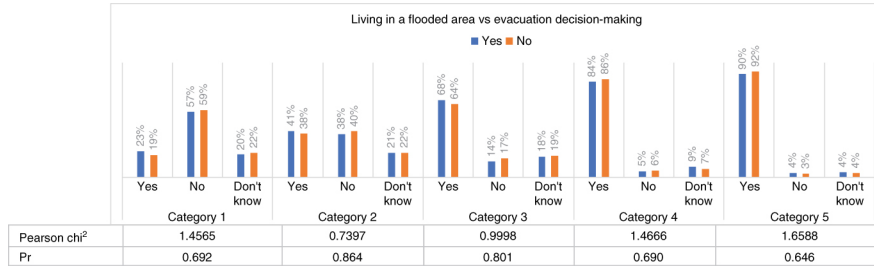 Living in a flooded area vs evacuation decision-making
Yes No
23% 19% 57% 59% 20% 22% 41% 38% 38% 40% 21% 22% 68% 64% 14% 17% 18% 19% 84% 86% 5% 6% 9% 7% 90% 92% 4% 3% 4% 4%
Yes No Don't know Yes No Don't know Yes No Don't know Yes No Don't know Yes No Don't know
Category 1 Category 2 Category 3 Category 4 Category 5
Pearson chi² 1.4565 0.7397 0.9998 1.4666 1.6588
Pr 0.692 0.864 0.801 0.690 0.646